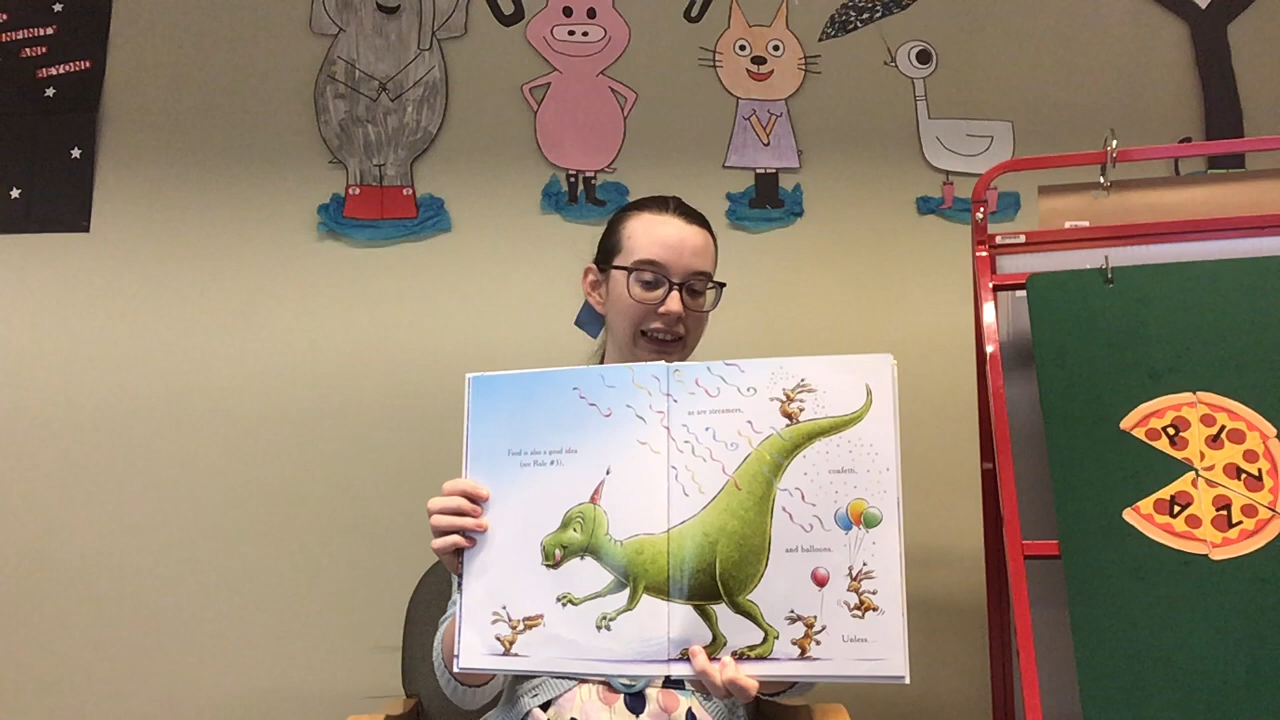 INFINITY
AND
BEYOND
Food is also a good idea
(see Rule #3),
as are streamers,
confetti,
and balloons.
Unless...
P I
Z
A Z